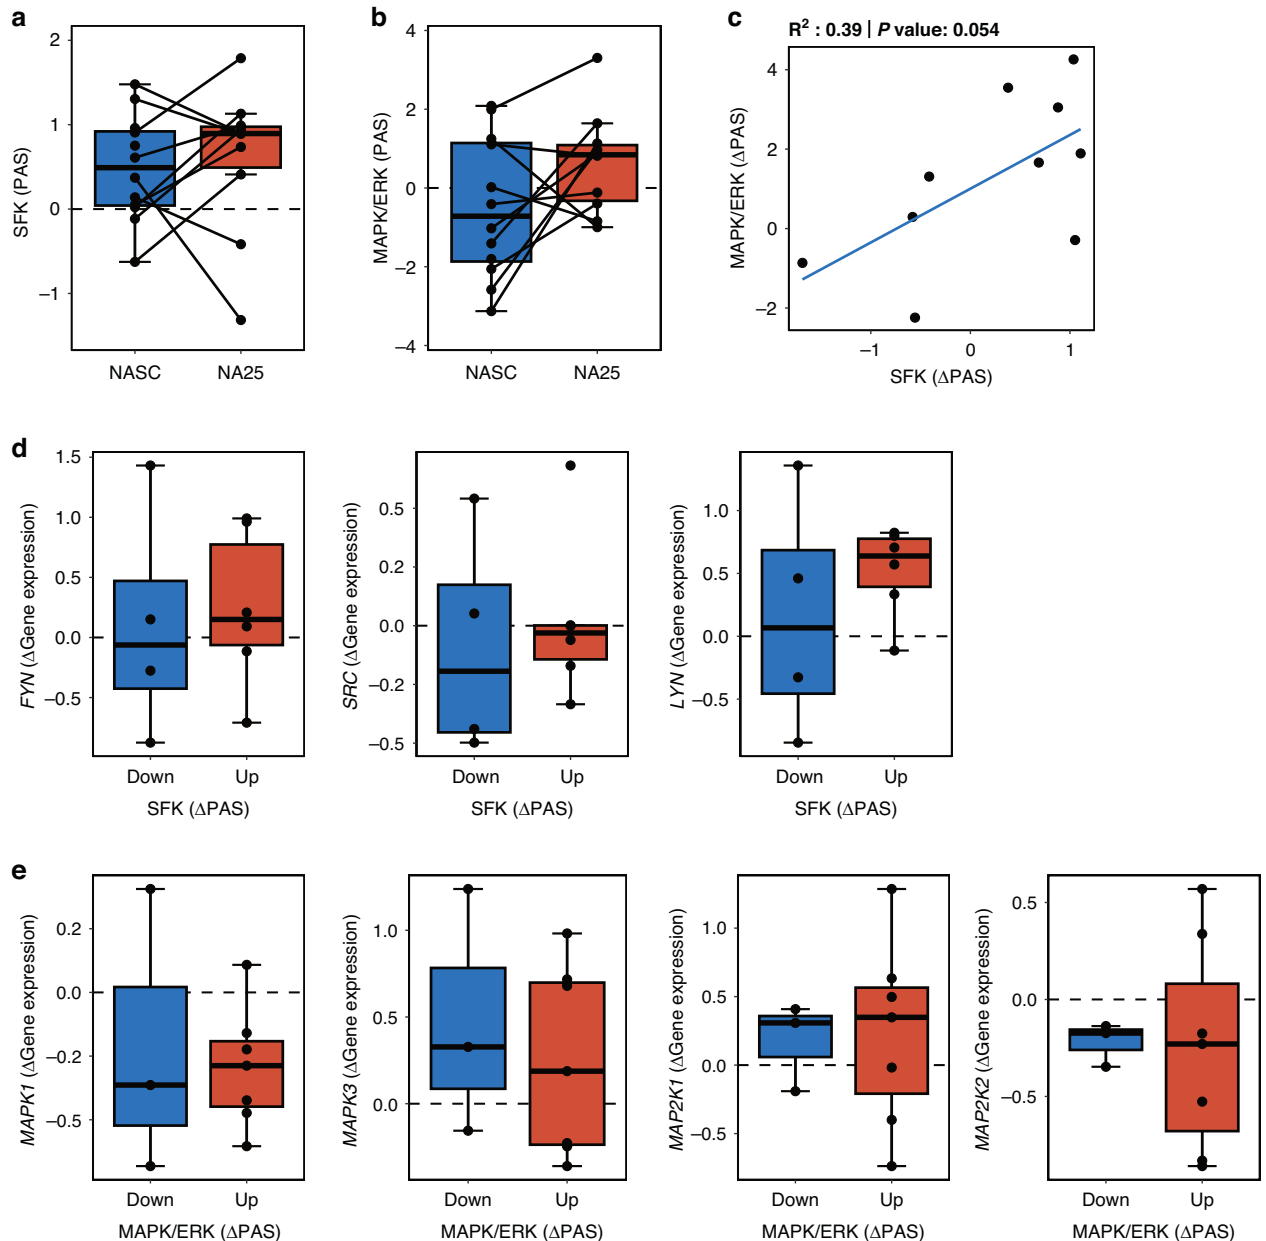 a
2
1
0
−1
SFK (PAS)
NASC
NA25
b
4
2
0
−2
−4
MAPK/ERK (PAS)
NASC
NA25
c
R² : 0.39 | P value: 0.054
4
2
0
−2
MAPK/ERK (ΔPAS)
−1
0
1
SFK (ΔPAS)
d
1.5
1.0
0.5
0.0
−0.5
FYN (ΔGene expression)
Down
Up
SFK (ΔPAS)
0.5
0.2
0.0
−0.2
−0.5
SRC (ΔGene expression)
Down
Up
SFK (ΔPAS)
1.0
0.5
0.0
−0.5
LYN (ΔGene expression)
Down
Up
SFK (ΔPAS)
e
0.2
0.0
−0.2
−0.5
MAPK1 (ΔGene expression)
Down
Up
MAPK/ERK (ΔPAS)
1.0
0.5
0.0
MAPK3 (ΔGene expression)
Down
Up
MAPK/ERK (ΔPAS)
1.0
0.5
0.0
−0.5
MAP2K1 (ΔGene expression)
Down
Up
MAPK/ERK (ΔPAS)
0.5
0.0
−0.5
MAP2K2 (ΔGene expression)
Down
Up
MAPK/ERK (ΔPAS)